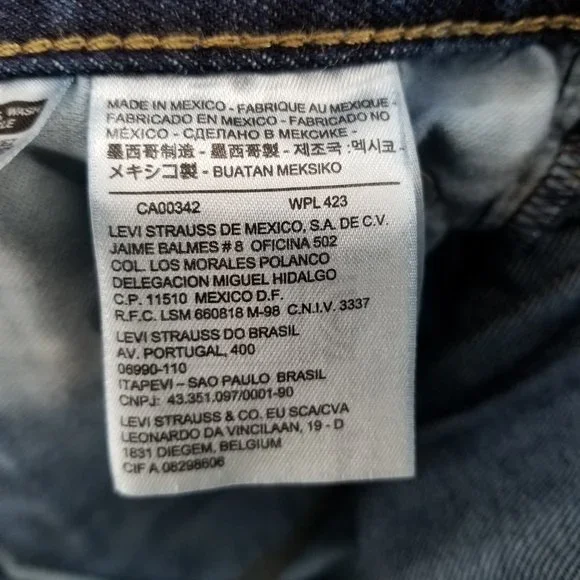 MADE IN MEXICO - FABRIQUE AU MEXIQUE -
FABRICADO EN MEXICO - FABRICADO NO
MÉXICO - СДЕЛАНО В МЕКСИКЕ -
墨西哥制造 - 墨西哥製 - 제조국 :멕시코 -
メキシコ製 - BUATAN MEKSIKO
CA00342 WPL 423
LEVI STRAUSS DE MEXICO, S.A. DE C.V.
JAIME BALMES # 8 OFICINA 502
COL. LOS MORALES POLANCO
DELEGACION MIGUEL HIDALGO
C.P. 11510 MEXICO D.F.
R.F.C. LSM 660818 M-98 C.N.I.V. 3337
LEVI STRAUSS DO BRASIL
AV. PORTUGAL, 400
06990-110
ITAPEVI – SAO PAULO BRASIL
CNPJ: 43.351.097/0001-90
LEVI STRAUSS & CO. EU SCA/CVA
LEONARDO DA VINCILAAN, 19 - D
1831 DIEGEM, BELGIUM
CIF A 08298606